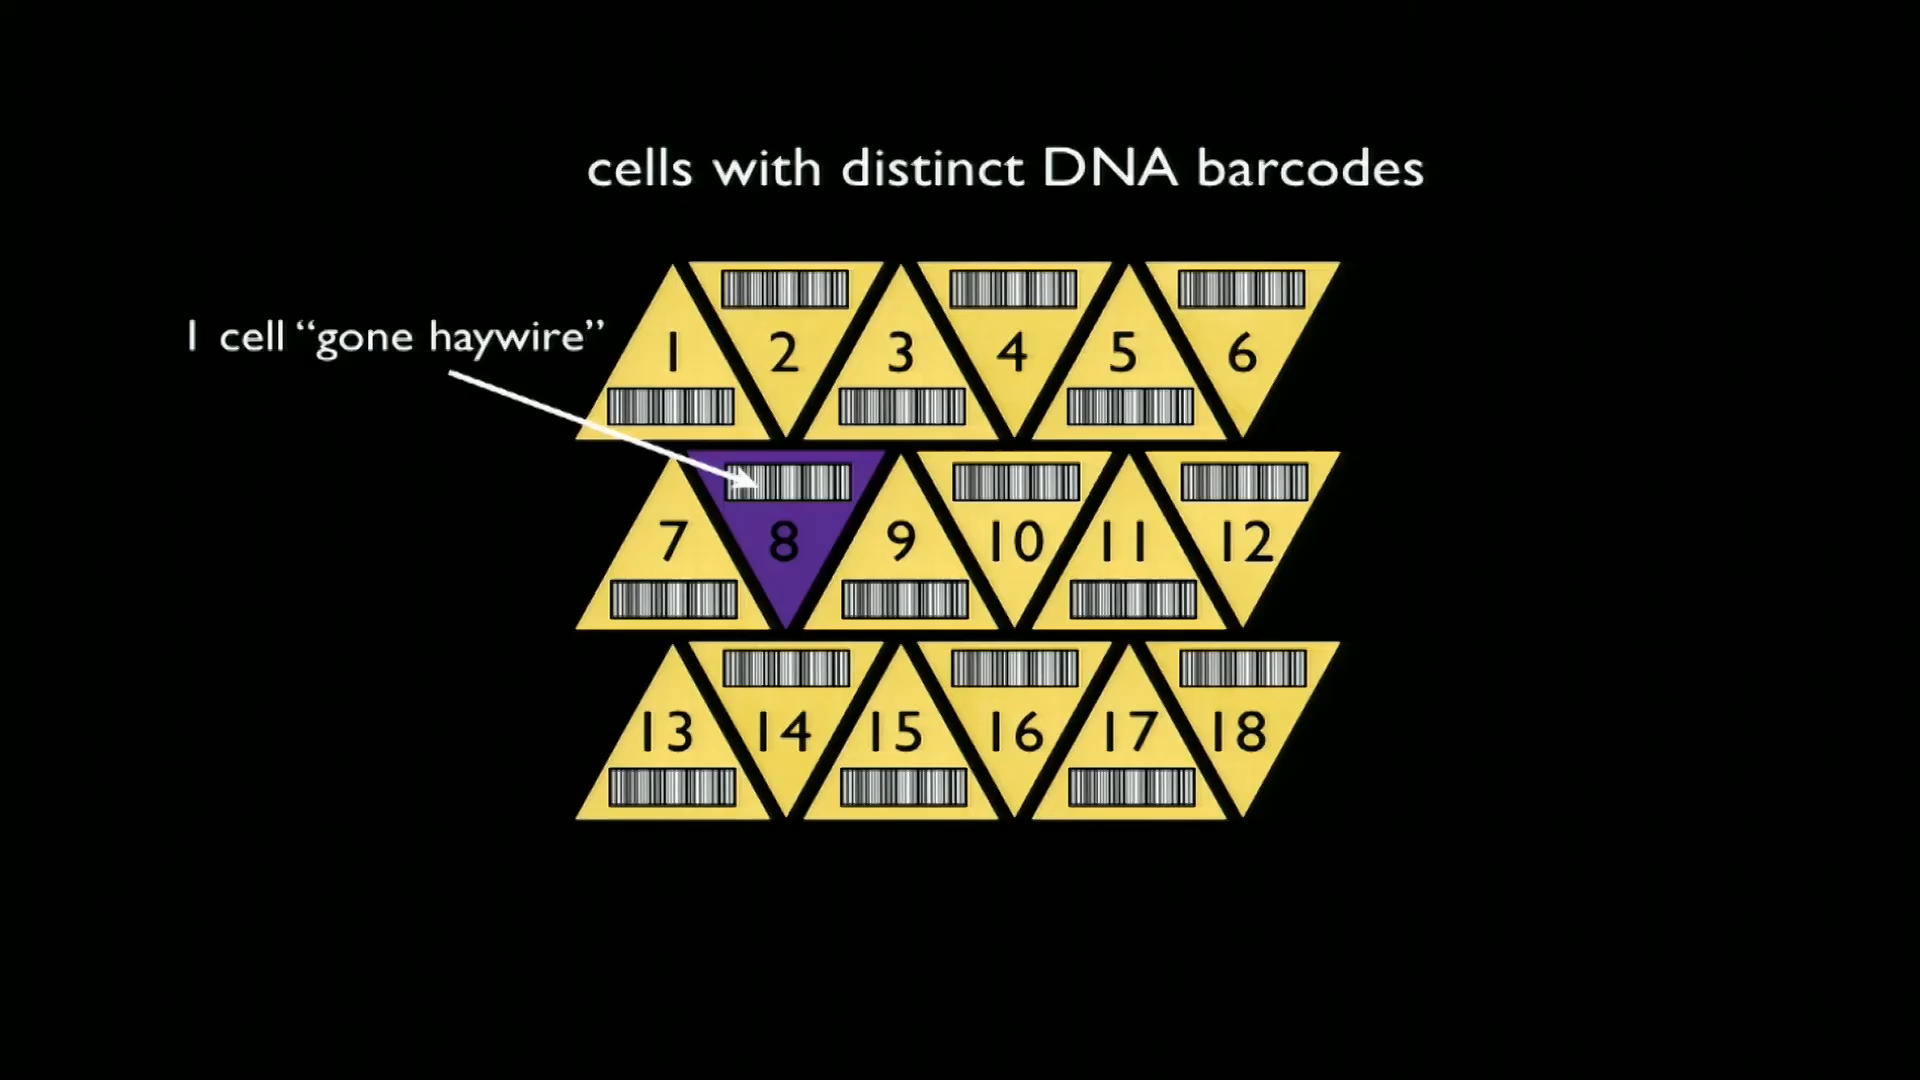 cells with distinct DNA barcodes
1 cell “gone haywire”
1 2 3 4 5 6
7 8 9 10 11 12
13 14 15 16 17 18